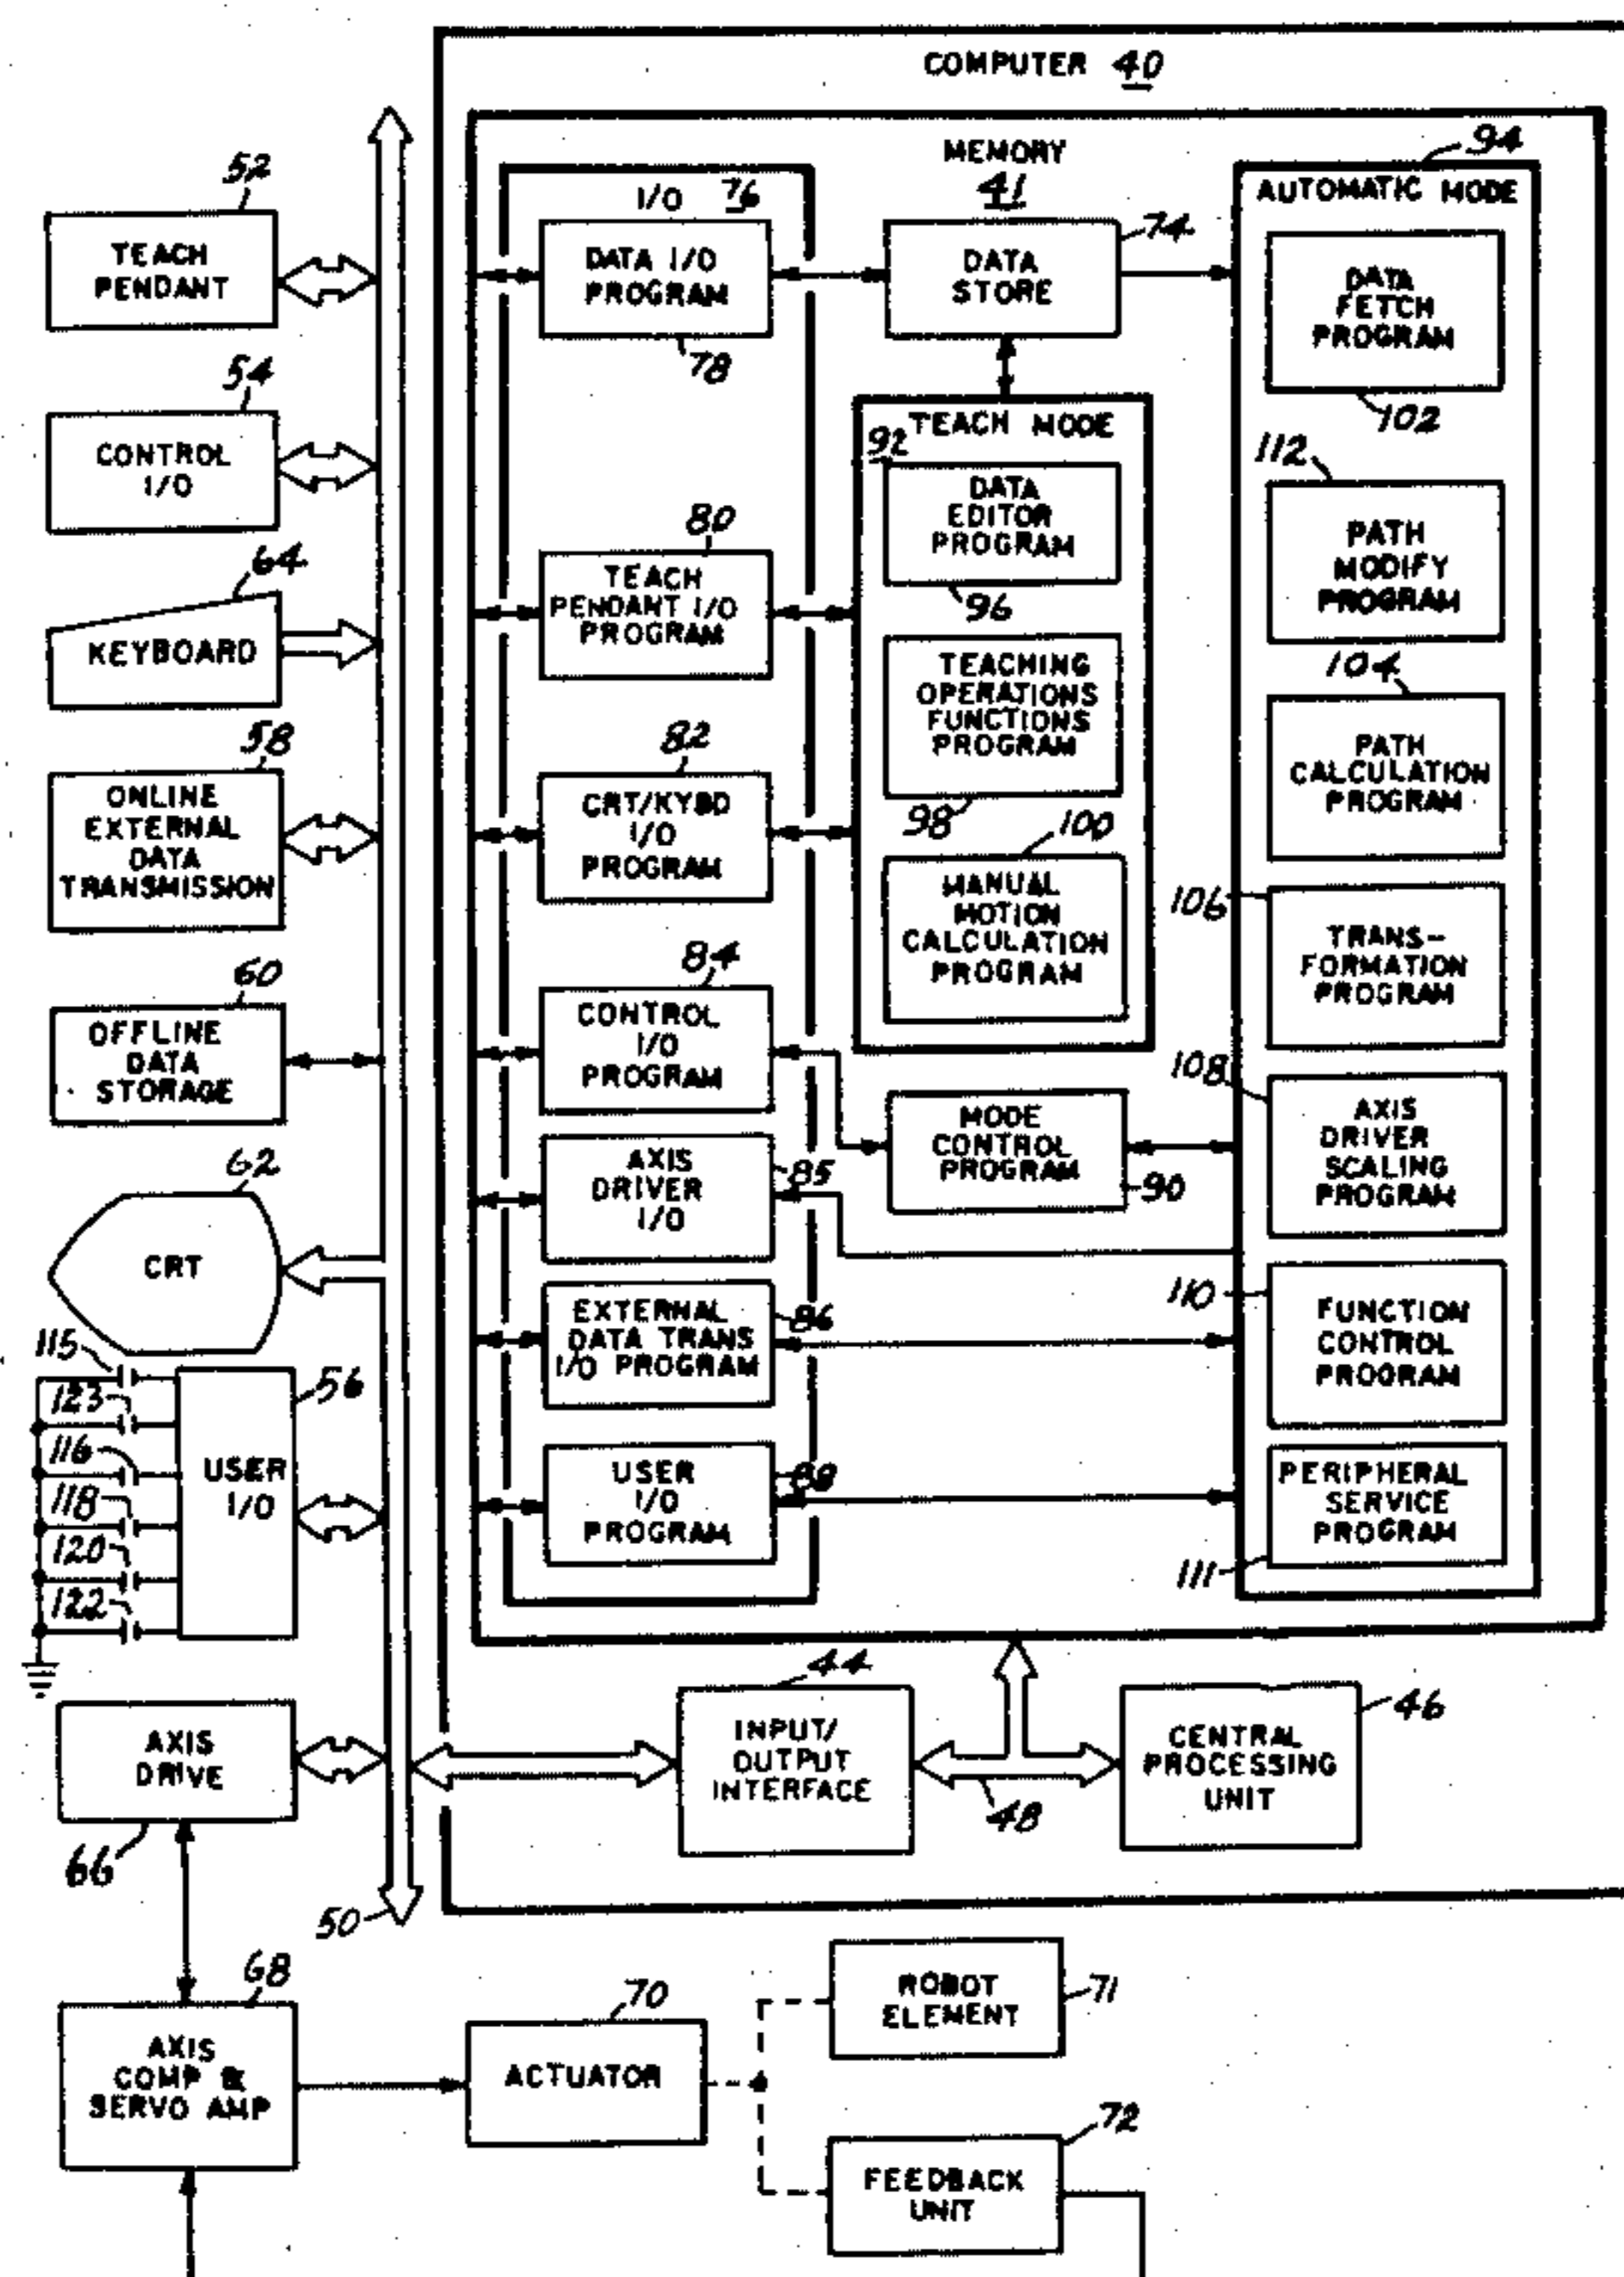 COMPUTER 40
MEMORY
41
94
AUTOMATIC MODE
52
TEACH
PENDANT
54
CONTROL
I/O
64
KEYBOARD
58
ONLINE
EXTERNAL
DATA
TRANSMISSION
60
OFFLINE
DATA
STORAGE
62
CRT
115
123
116
118
120
122
56
USER
I/O
AXIS
DRIVE
66
50
I/O 76
DATA I/O
PROGRAM
78
80
TEACH
PENDANT I/O
PROGRAM
82
CRT/KYBD
I/O
PROGRAM
84
CONTROL
I/O
PROGRAM
AXIS
DRIVER
I/O
85
EXTERNAL
DATA TRANS
I/O PROGRAM
86
USER
I/O
PROGRAM
88
74
DATA
STORE
TEACH MODE
92
DATA
EDITOR
PROGRAM
96
TEACHING
OPERATIONS
FUNCTIONS
PROGRAM
98
100
MANUAL
MOTION
CALCULATION
PROGRAM
MODE
CONTROL
PROGRAM
90
DATA
FETCH
PROGRAM
102
112
PATH
MODIFY
PROGRAM
104
PATH
CALCULATION
PROGRAM
106
TRANS-
FORMATION
PROGRAM
108
AXIS
DRIVER
SCALING
PROGRAM
110
FUNCTION
CONTROL
PROGRAM
PERIPHERAL
SERVICE
PROGRAM
111
44
INPUT/
OUTPUT
INTERFACE
48
46
CENTRAL
PROCESSING
UNIT
68
AXIS
COMP &
SERVO AMP
70
ACTUATOR
ROBOT
ELEMENT
71
72
FEEDBACK
UNIT